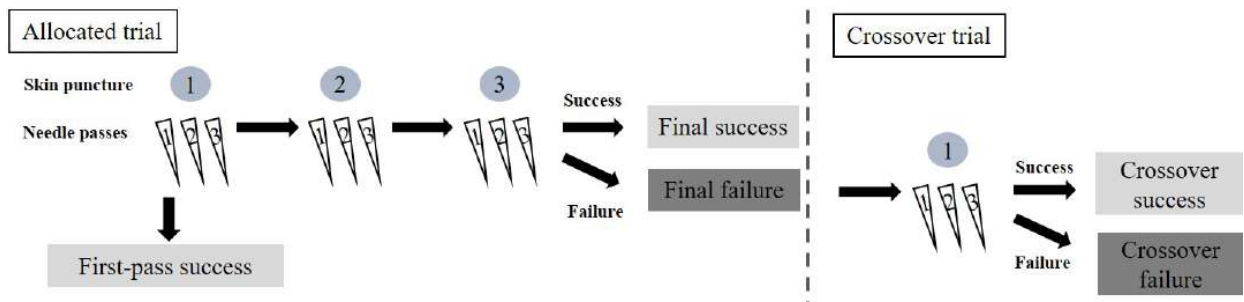 Allocated trial
Skin puncture
1
2
3
Needle passes
1 2 3
1 2 3
1 2 3
Success
Failure
Final success
Final failure
First-pass success
Crossover trial
1
1 2 3
Success
Failure
Crossover
success
Crossover
failure